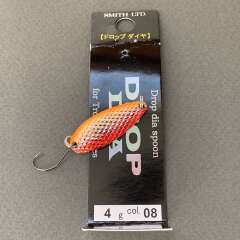 SMITH LTD.
【ドロップ ダイヤ】
Drop dia spoon
DROP
DIA
for Tr
4 g col. 08